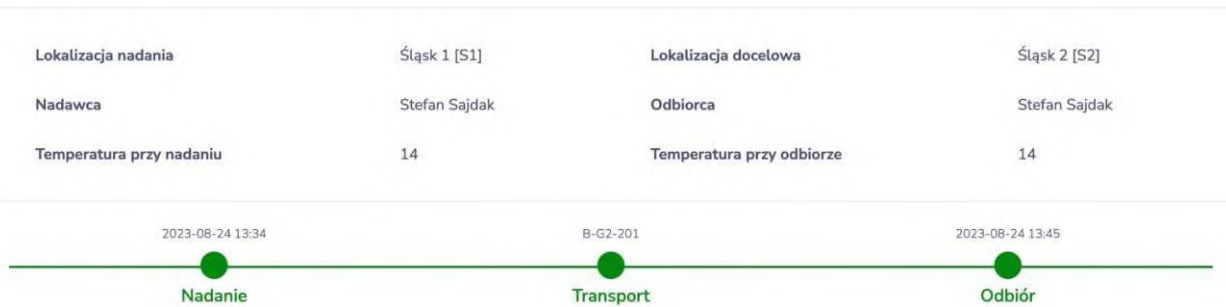 Lokalizacja nadania Śląsk 1 [S1] Lokalizacja docelowa Śląsk 2 [S2]
Nadawca Stefan Sajdak Odbiorca Stefan Sajdak
Temperatura przy nadaniu 14 Temperatura przy odbiorze 14
2023-08-24 13:34 B-G2-201 2023-08-24 13:45
Nadanie Transport Odbiór